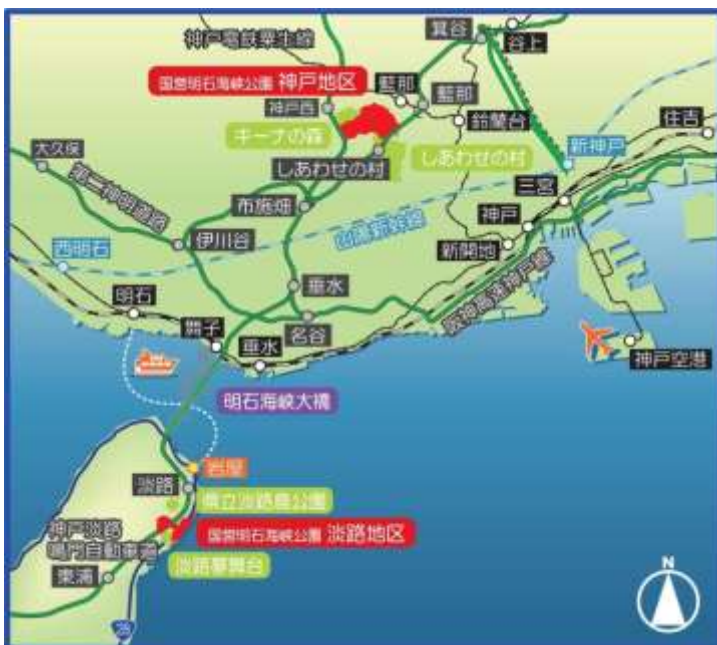 神戸電鉄粟生線
箕谷
谷上
国営明石海峡公園 神戸地区
藍那
藍那
神戸西
住吉
キーナの森
鈴蘭台
大久保
しあわせの村
しあわせの村
新神戸
第二神明道路
布施畑
三宮
神戸
伊川谷
山陽新幹線
新開地
西明石
垂水
阪神高速神戸線
明石
舞子
名谷
垂水
神戸空港
明石海峡大橋
岩屋
淡路
県立淡路島公園
神戸淡路
鳴門自動車道
国営明石海峡公園 淡路地区
淡路夢舞台
東浦
28
N